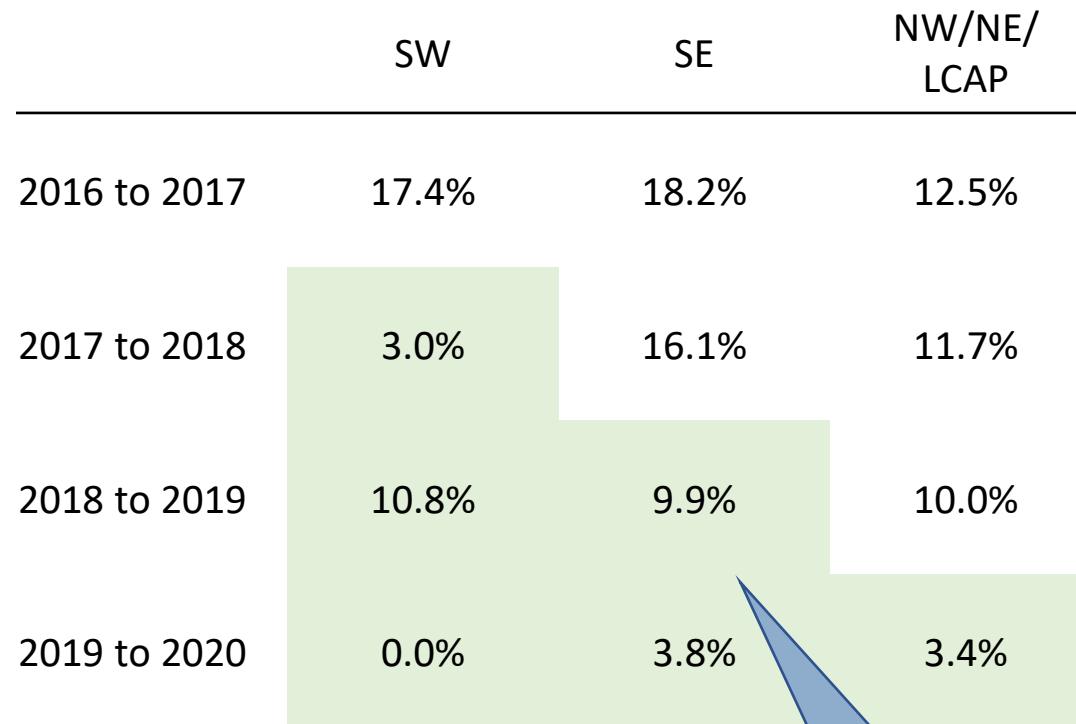 SW SE NW/NE/
LCAP
2016 to 2017 17.4% 18.2% 12.5%
2017 to 2018 3.0% 16.1% 11.7%
2018 to 2019 10.8% 9.9% 10.0%
2019 to 2020 0.0% 3.8% 3.4%